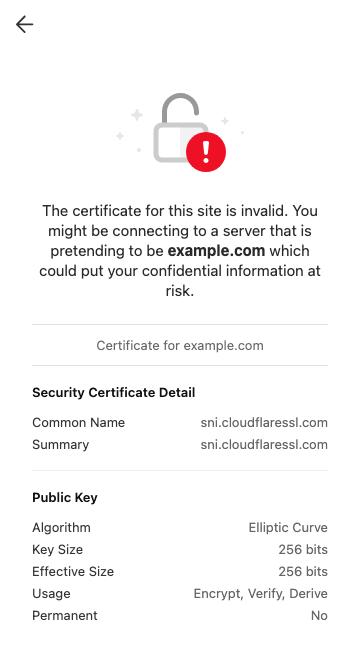 The certificate for this site is invalid. You
might be connecting to a server that is
pretending to be example.com which
could put your confidential information at
risk.
Certificate for example.com
Security Certificate Detail
Common Name sni.cloudflaressl.com
Summary sni.cloudflaressl.com
Public Key
Algorithm Elliptic Curve
Key Size 256 bits
Effective Size 256 bits
Usage Encrypt, Verify, Derive
Permanent No